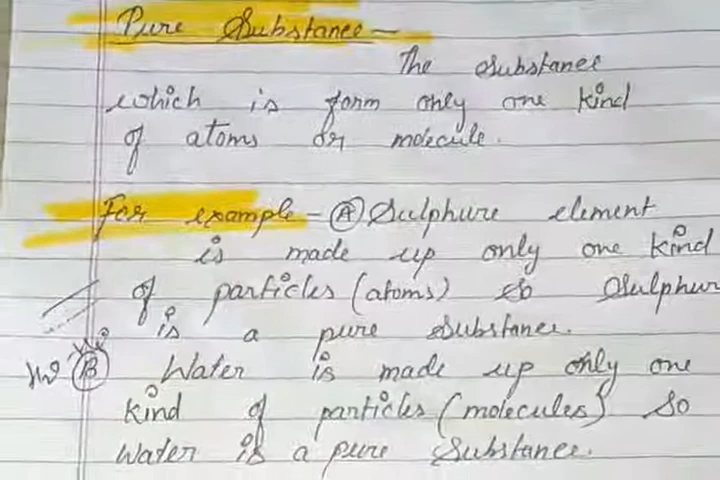 Pure Substance —
The substance
which is form only one kind
of atoms or molecule.
For example - (A) Sulphure element
is made up only one kind
of particles (atoms) so Sulphur
is a pure substance.
(B) Water is made up only one
kind of particles (molecules) so
Water is a pure Substance.